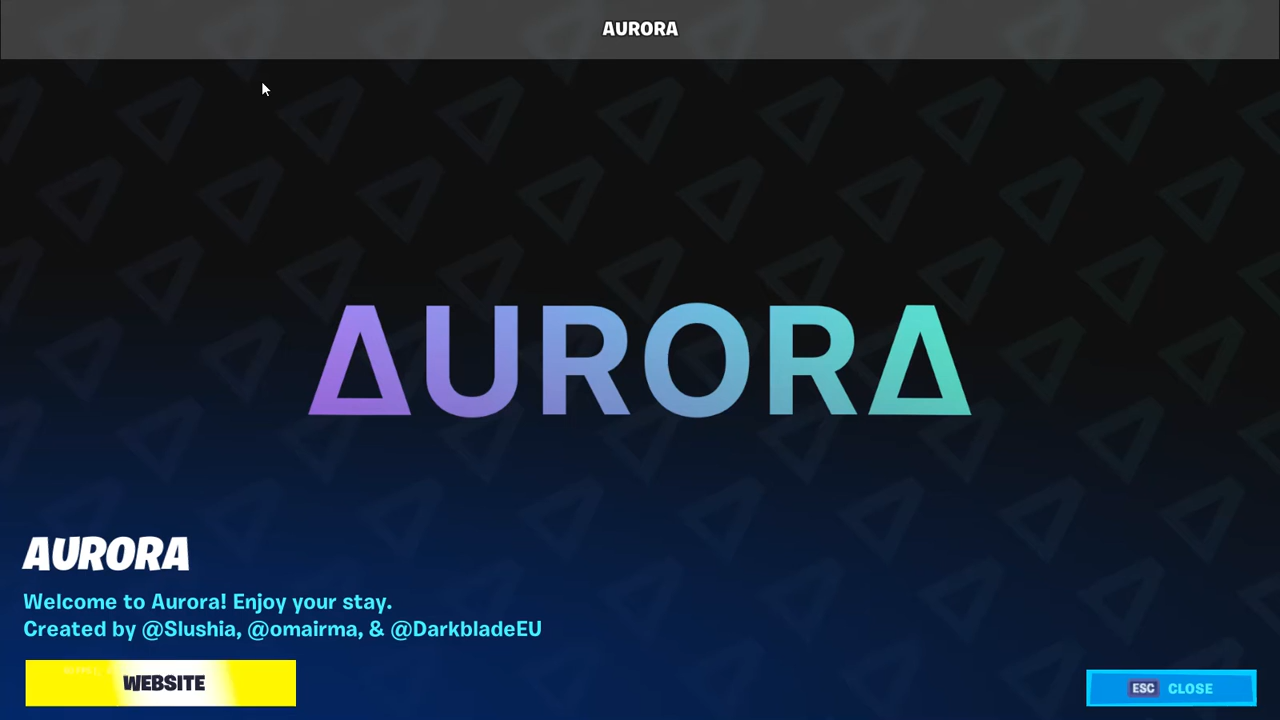 AURORA
AURORA
AURORA
Welcome to Aurora! Enjoy your stay.
Created by @Slushia, @omairma, & @DarkbladeEU
WEBSITE
ESC CLOSE